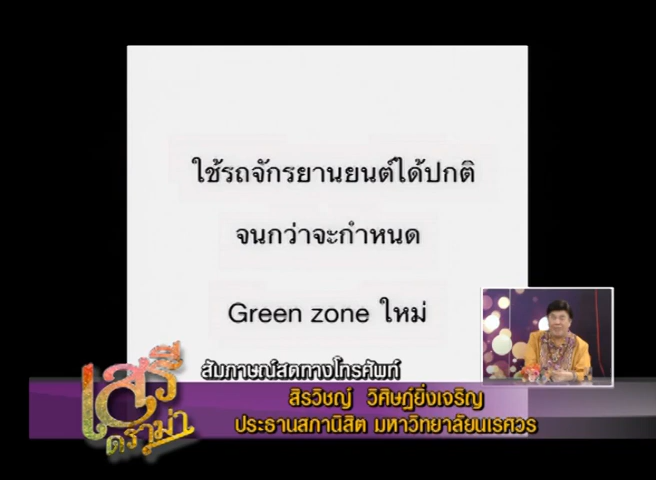 ใช้รถจักรยานยนต์ได้ปกติ
จนกว่าจะกำหนด
Green zone ใหม่
เสรี
ดราม่า
สัมภาษณ์สดทางโทรศัพท์
สิรวิชญ์ วิศิษฎ์ยิ่งเจริญ
ประธานสภานิสิต มหาวิทยาลัยนเรศวร